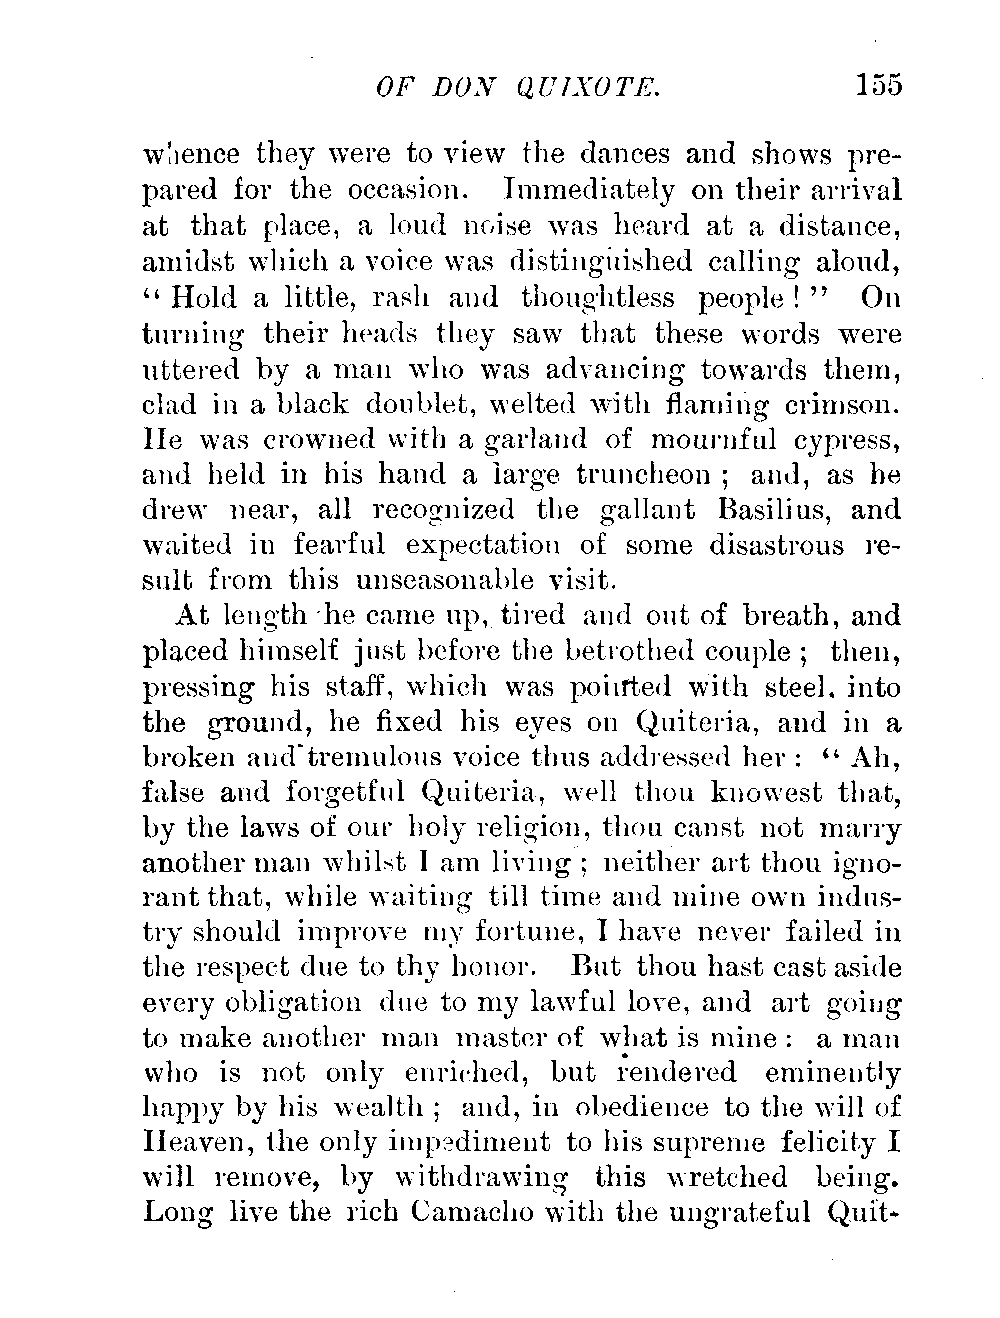 OF DON QUIXOTE. 155
whence they were to view the dances and shows pre-
pared for the occasion. Immediately on their arrival
at that place, a loud noise was heard at a distance,
amidst which a voice was distinguished calling aloud,
“ Hold a little, rash and thoughtless people ! ” On
turning their heads they saw that these words were
uttered by a man who was advancing towards them,
clad in a black doublet, welted with flaming crimson.
He was crowned with a garland of mournful cypress,
and held in his hand a large truncheon ; and, as he
drew near, all recognized the gallant Basilius, and
waited in fearful expectation of some disastrous re-
sult from this unseasonable visit.
At length he came up, tired and out of breath, and
placed himself just before the betrothed couple ; then,
pressing his staff, which was pointed with steel, into
the ground, he fixed his eyes on Quiteria, and in a
broken and tremulous voice thus addressed her : “ Ah,
false and forgetful Quiteria, well thou knowest that,
by the laws of our holy religion, thou canst not marry
another man whilst I am living ; neither art thou igno-
rant that, while waiting till time and mine own indus-
try should improve my fortune, I have never failed in
the respect due to thy honor. But thou hast cast aside
every obligation due to my lawful love, and art going
to make another man master of what is mine : a man
who is not only enriched, but rendered eminently
happy by his wealth ; and, in obedience to the will of
Heaven, the only impediment to his supreme felicity I
will remove, by withdrawing this wretched being.
Long live the rich Camacho with the ungrateful Quit-